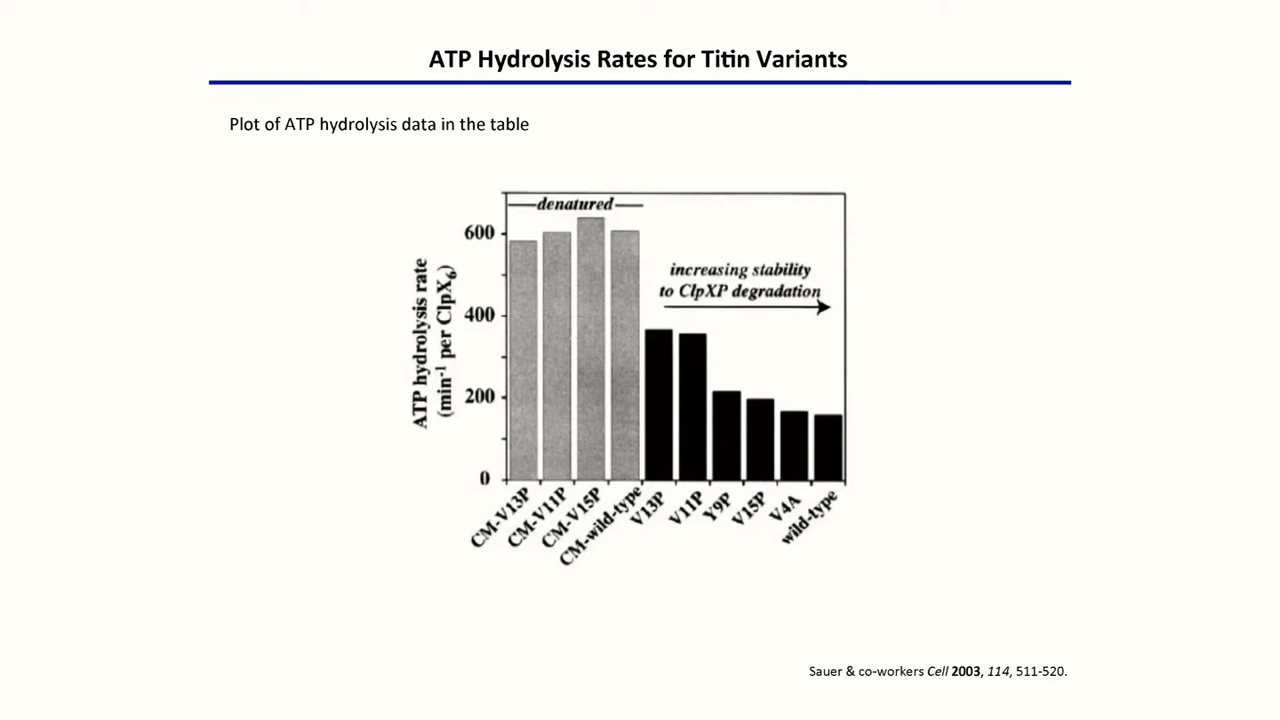 ATP Hydrolysis Rates for Titin Variants
Plot of ATP hydrolysis data in the table
denatured
increasing stability
to ClpXP degradation
ATP hydrolysis rate
(min⁻¹ per ClpX₆)
600
400
200
0
CM-V13P
CM-V11P
CM-V15P
CM-wild-type
V13P
V11P
Y9P
V15P
V4A
wild-type
Sauer & co-workers Cell 2003, 114, 511-520.